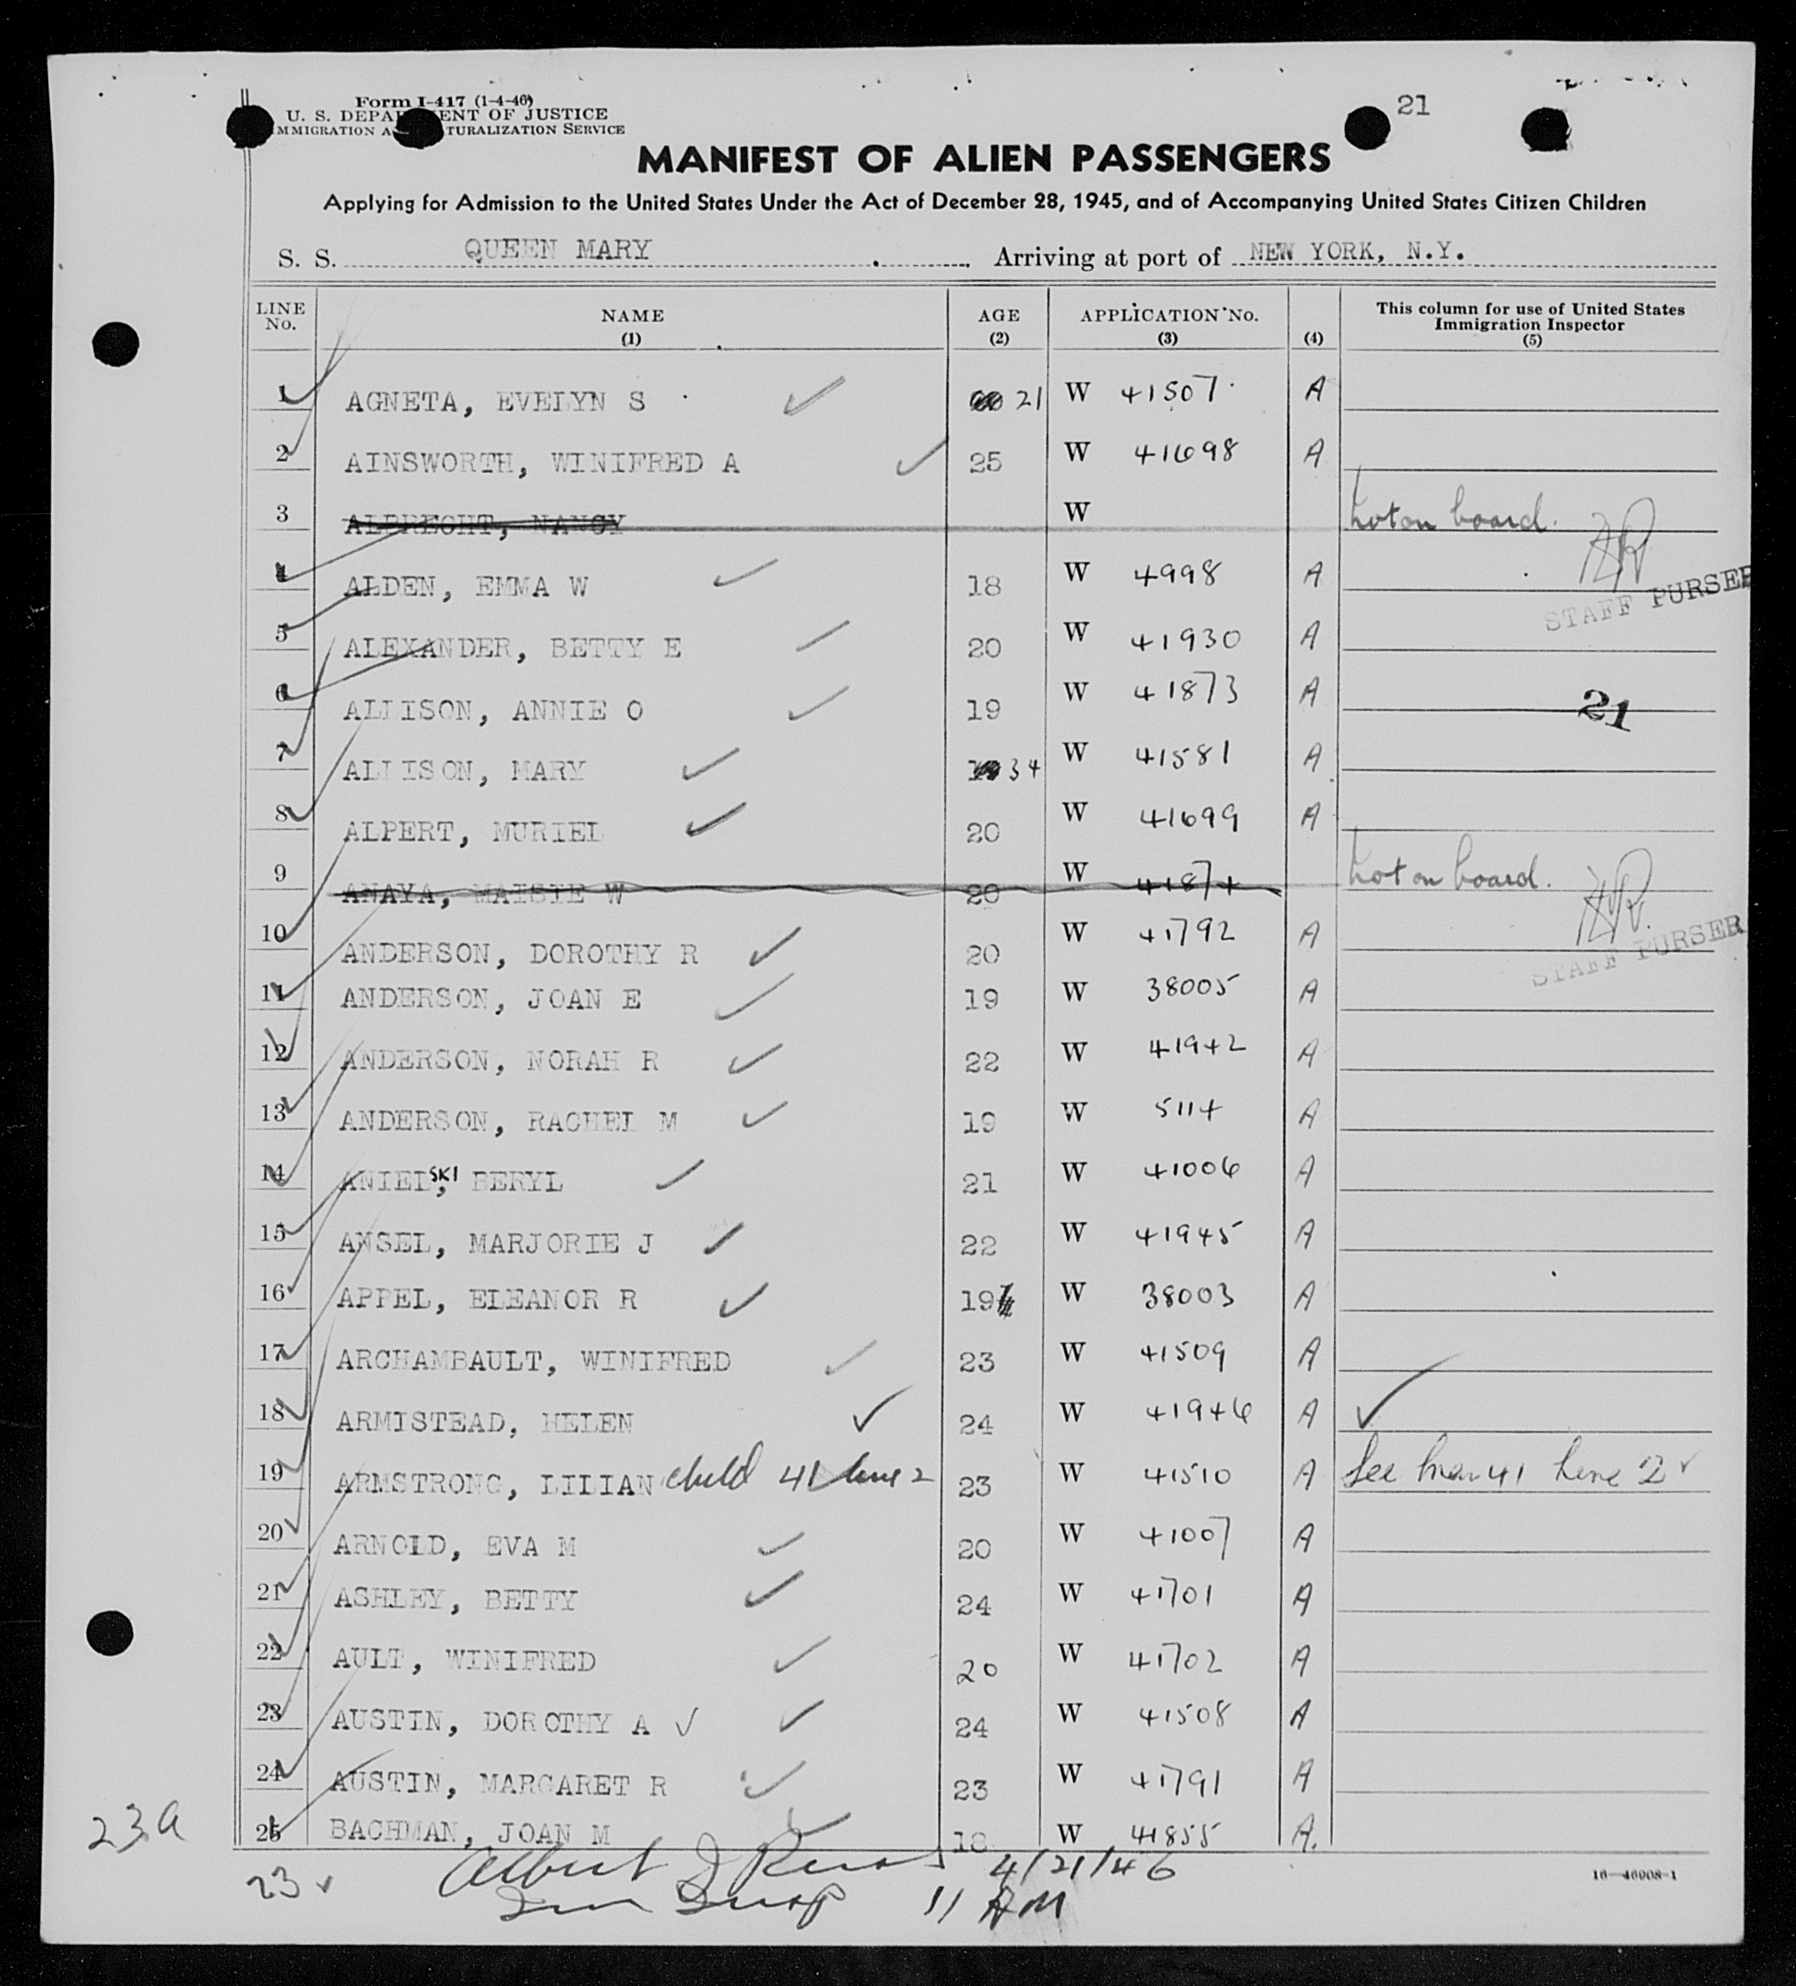 21
Form I-417 (1-4-46)
U. S. DEPARTMENT OF JUSTICE
IMMIGRATION AND NATURALIZATION SERVICE
MANIFEST OF ALIEN PASSENGERS
Applying for Admission to the United States Under the Act of December 28, 1945, and of Accompanying United States Citizen Children
S. S. QUEEN MARY Arriving at port of NEW YORK, N.Y.
LINE No. NAME (1) AGE (2) APPLICATION No. (3) (4) This column for use of United States Immigration Inspector (5)
1 AGNETA, EVELYN S 21 W 41507 A
2 AINSWORTH, WINIFRED A 25 W 41698 A
3 ALBRECHT, NANCY W not on board.
4 ALDEN, EMMA W 18 W 4998 A
STAFF PURSER
5 ALEXANDER, BETTY E 20 W 41930 A
6 ALLISON, ANNIE O 19 W 41873 A
21
7 ALLISON, MARY 34 W 41581 A
8 ALPERT, MURIEL 20 W 41699 A
9 ANAYA, MAISIE W 20 W 41874 not on board.
10 ANDERSON, DOROTHY R 20 W 41792 A
STAFF PURSER
11 ANDERSON, JOAN E 19 W 38005 A
12 ANDERSON, NORAH R 22 W 41942 A
13 ANDERSON, RACHEL M 19 W 5114 A
14 ANIELSKI, BERYL 21 W 41006 A
15 ANSEL, MARJORIE J 22 W 41945 A
16 APPEL, ELEANOR R 19 W 38003 A
17 ARCHAMBAULT, WINIFRED 23 W 41509 A
18 ARMISTEAD, HELEN 24 W 41946 A
19 ARMSTRONG, LILIAN child 41 line 2 23 W 41510 A See man 41 line 2
20 ARNOLD, EVA M 20 W 41007 A
21 ASHLEY, BETTY 24 W 41701 A
22 AULT, WINIFRED 20 W 41702 A
23 AUSTIN, DOROTHY A 24 W 41508 A
24 AUSTIN, MARGARET R 23 W 41791 A
25 BACHMAN, JOAN M 18 W 41855 A.
23a
23 Albert J 4/21/46
11 AM
16—46908-1